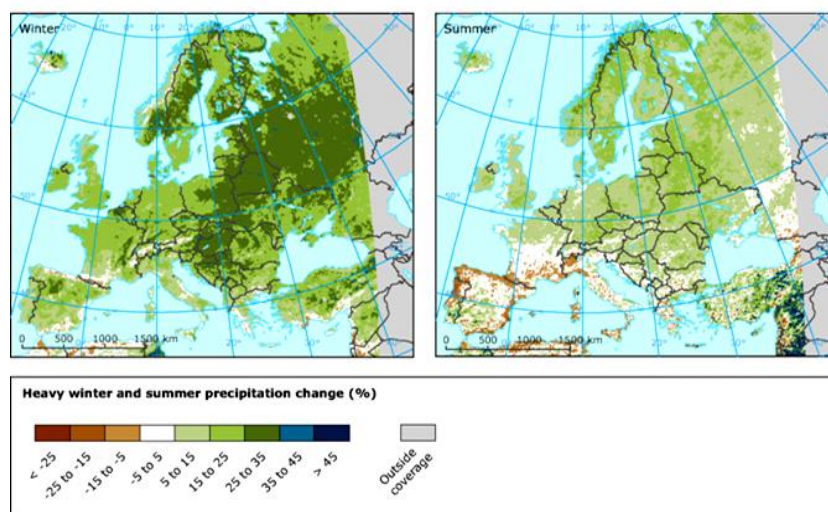 Winter
0 500 1000 1500 km
Summer
0 500 1000 1500 km
Heavy winter and summer precipitation change (%)
< -25
-25 to -15
-15 to -5
-5 to 5
5 to 15
15 to 25
25 to 35
35 to 45
> 45
Outside
coverage